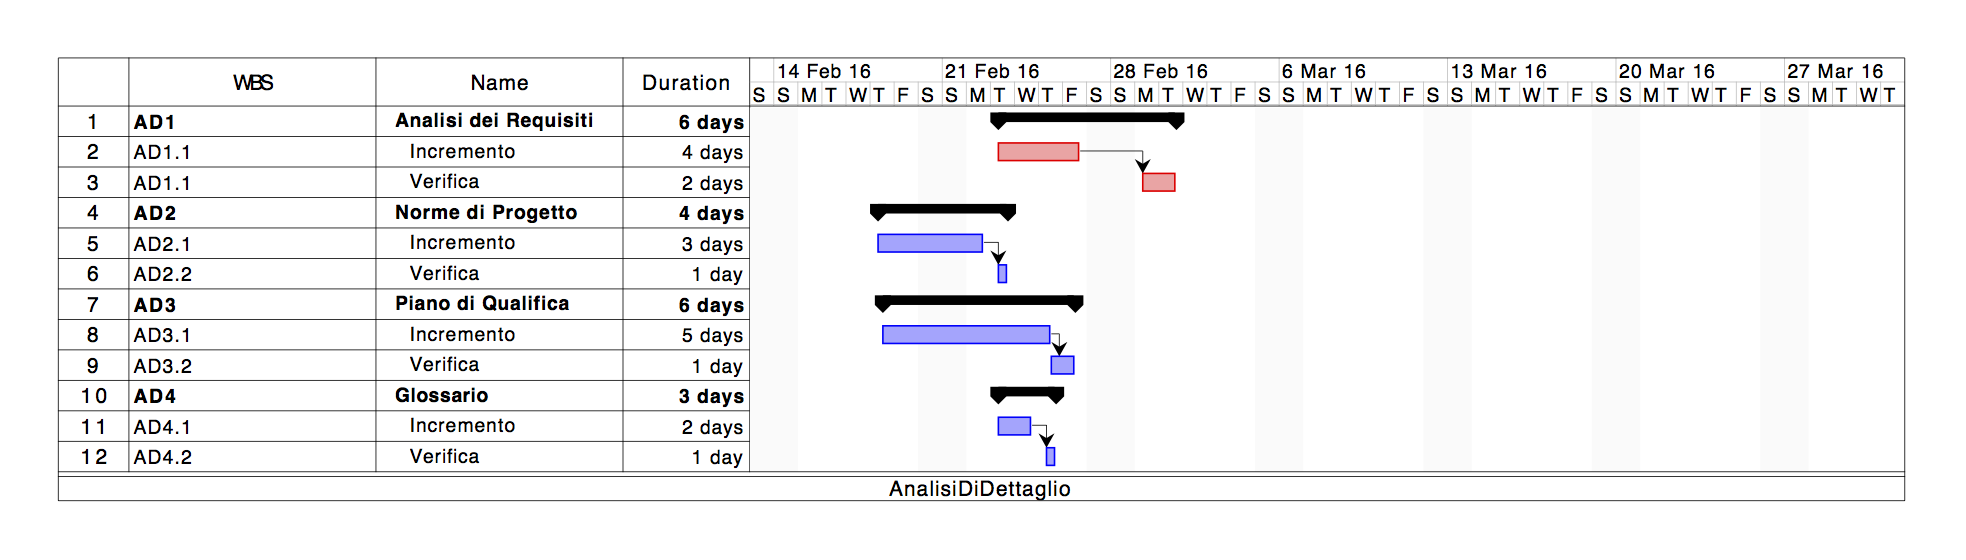 WBS Name Duration 14 Feb 16 21 Feb 16 28 Feb 16 6 Mar 16 13 Mar 16 20 Mar 16 27 Mar 16
S S M T W T F S S M T W T F S S M T W T F S S M T W T F S S M T W T F S S M T W T F S S M T W T
1 AD1 Analisi dei Requisiti 6 days
2 AD1.1 Incremento 4 days
3 AD1.1 Verifica 2 days
4 AD2 Norme di Progetto 4 days
5 AD2.1 Incremento 3 days
6 AD2.2 Verifica 1 day
7 AD3 Piano di Qualifica 6 days
8 AD3.1 Incremento 5 days
9 AD3.2 Verifica 1 day
10 AD4 Glossario 3 days
11 AD4.1 Incremento 2 days
12 AD4.2 Verifica 1 day
AnalisiDiDettaglio